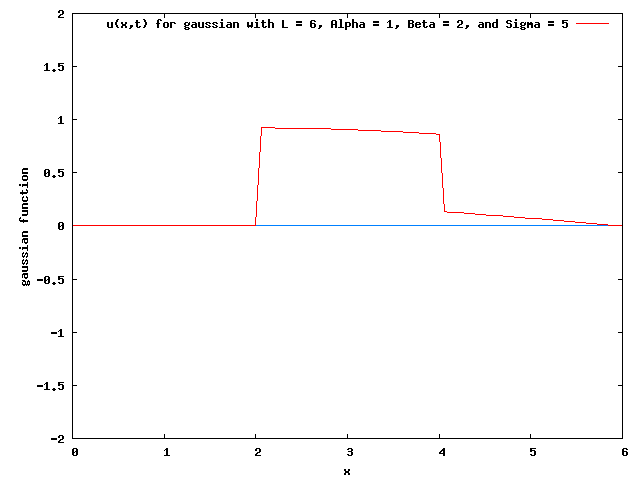 2
u(x,t) for gaussian with L = 6, Alpha = 1, Beta = 2, and Sigma = 5
1.5
1
0.5
0
-0.5
-1
-1.5
-2
gaussian function
0 1 2 3 4 5 6
x